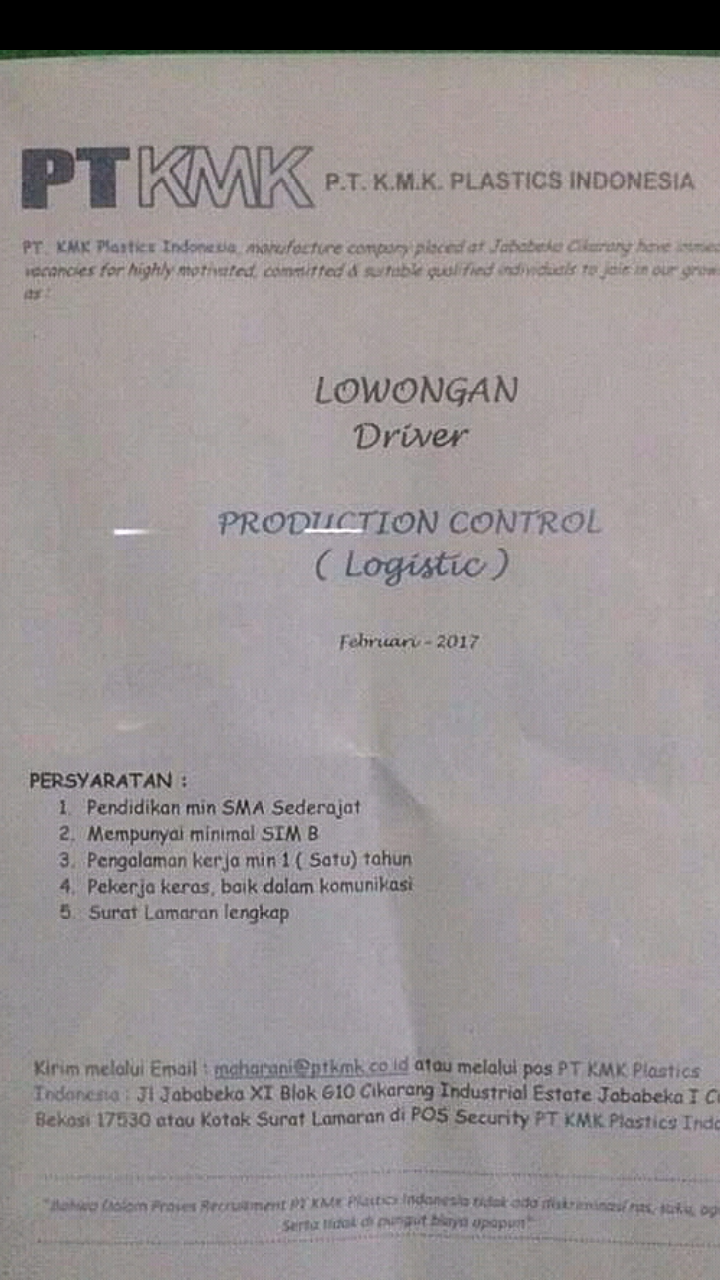 PT KMK P.T. K.M.K. PLASTICS INDONESIA
PT. KMK Plastics Indonesia, manufacture company placed at Jababeka Cikarang have
vacancies for highly motivated, committed & suitable qualified individuals to join in our
as :
LOWONGAN
Driver
PRODUCTION CONTROL
( Logistic )
Februari - 2017
PERSYARATAN :
1. Pendidikan min SMA Sederajat
2. Mempunyai minimal SIM B
3. Pengalaman kerja min 1 ( Satu) tahun
4. Pekerja keras, baik dalam komunikasi
5. Surat Lamaran lengkap
Kirim melalui Email : maharani@ptkmk.co.id atau melalui pos PT KMK Plastics
Indonesia : Jl Jababeka XI Blok G10 Cikarang Industrial Estate Jababeka I
Bekasi 17530 atau Kotak Surat Lamaran di POS Security PT KMK Plastics
"Bahwa Dalam Proses Recruitment PT KMK Plastics Indonesia tidak ada diskriminasi ras, suku,
Serta tidak di pungut biaya apapun"